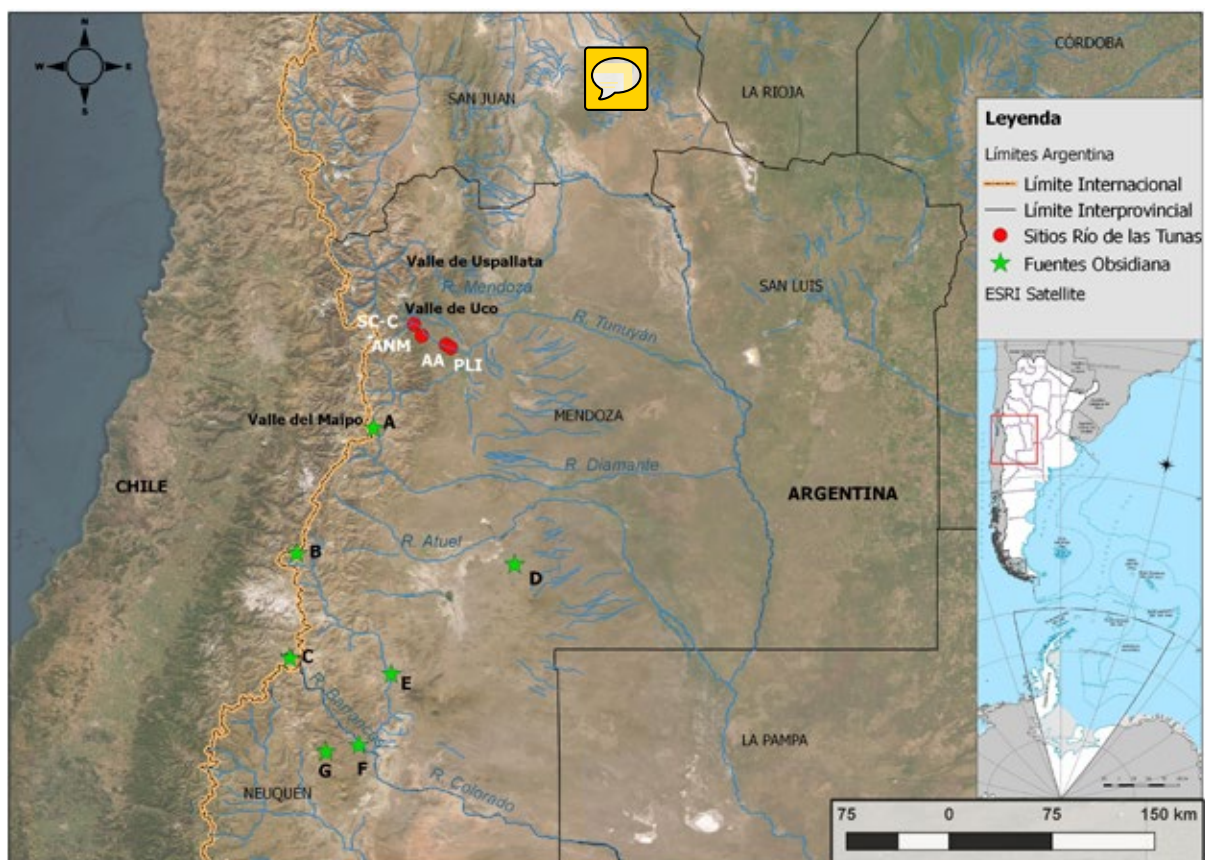 N
W
E
S
CÓRDOBA
SAN JUAN
LA RIOJA
Leyenda
Límites Argentina
Límite Internacional
Límite Interprovincial
Sitios Río de las Tunas
Fuentes Obsidiana
ESRI Satellite
Valle de Uspallata
R. Mendoza
SAN LUIS
Valle de Uco
SC-C
R. Tunuyán
ANM
AA
PLI
Valle del Maipo
A
MENDOZA
R. Diamante
CHILE
ARGENTINA
R. Atuel
B
D
C
E
R. Barrancas
LA PAMPA
G
F
NEUQUÉN
R. Colorado
75
0
75
150 km